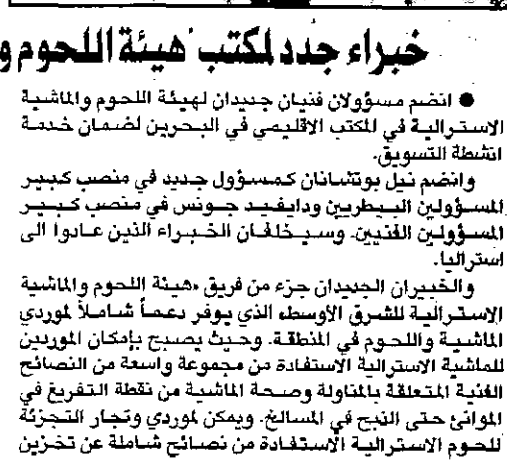 خبراء جدد لمكتب هيئة اللحوم و
● انضم مسؤولان فنيان جديدان لهيئة اللحوم والماشية
الاسترالية في المكتب الاقليمي في البحرين لضمان خدمة
انشطة التسويق.
وانضم نيل بوتشانان كمسؤول جديد في منصب كبير
المسؤولين البيطريين ودايفيد جونس في منصب كبير
المسؤولين الفنيين. وسيخلفان الخبراء الذين عادوا الى
استراليا.
والخبيران الجديدان جزء من فريق «هيئة اللحوم والماشية
الاسترالية للشرق الأوسط» الذي يوفر دعماً شاملاً لموردي
الماشية واللحوم في المنطقة. وحيث يصبح بإمكان الموردين
للماشية الاسترالية الاستفادة من مجموعة واسعة من النصائح
الفنية المتعلقة بالمناولة وصحة الماشية من نقطة التفريغ في
الموانئ حتى الذبح في المسالخ. ويمكن لموردي وتجار التجزئة
للحوم الاسترالية الاستفادة من نصائح شاملة عن تخزين